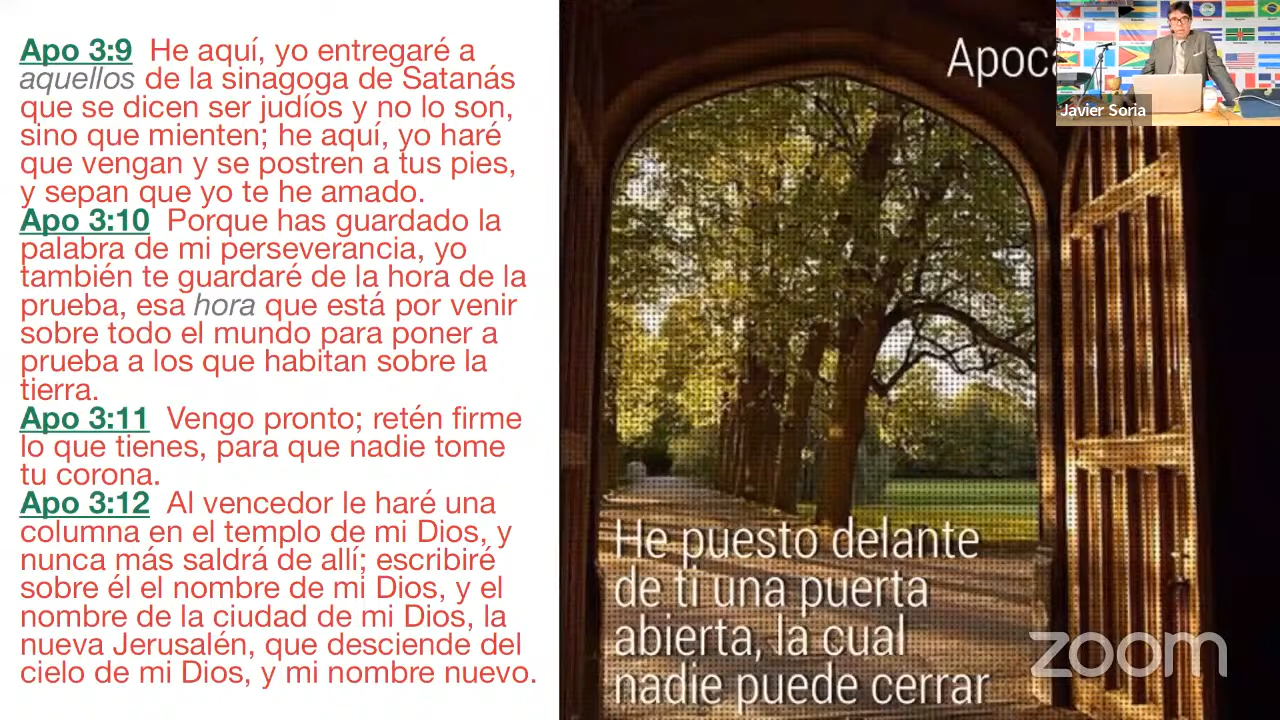 Apo 3:9 He aquí, yo entregaré a
aquellos de la sinagoga de Satanás
que se dicen ser judíos y no lo son,
sino que mienten; he aquí, yo haré
que vengan y se postren a tus pies,
y sepan que yo te he amado.
Apo 3:10 Porque has guardado la
palabra de mi perseverancia, yo
también te guardaré de la hora de la
prueba, esa hora que está por venir
sobre todo el mundo para poner a
prueba a los que habitan sobre la
tierra.
Apo 3:11 Vengo pronto; retén firme
lo que tienes, para que nadie tome
tu corona.
Apo 3:12 Al vencedor le haré una
columna en el templo de mi Dios, y
nunca más saldrá de allí; escribiré
sobre él el nombre de mi Dios, y el
nombre de la ciudad de mi Dios, la
nueva Jerusalén, que desciende del
cielo de mi Dios, y mi nombre nuevo.
Apoca
Javier Soria
He puesto delante
de ti una puerta
abierta, la cual
nadie puede cerrar
zoom